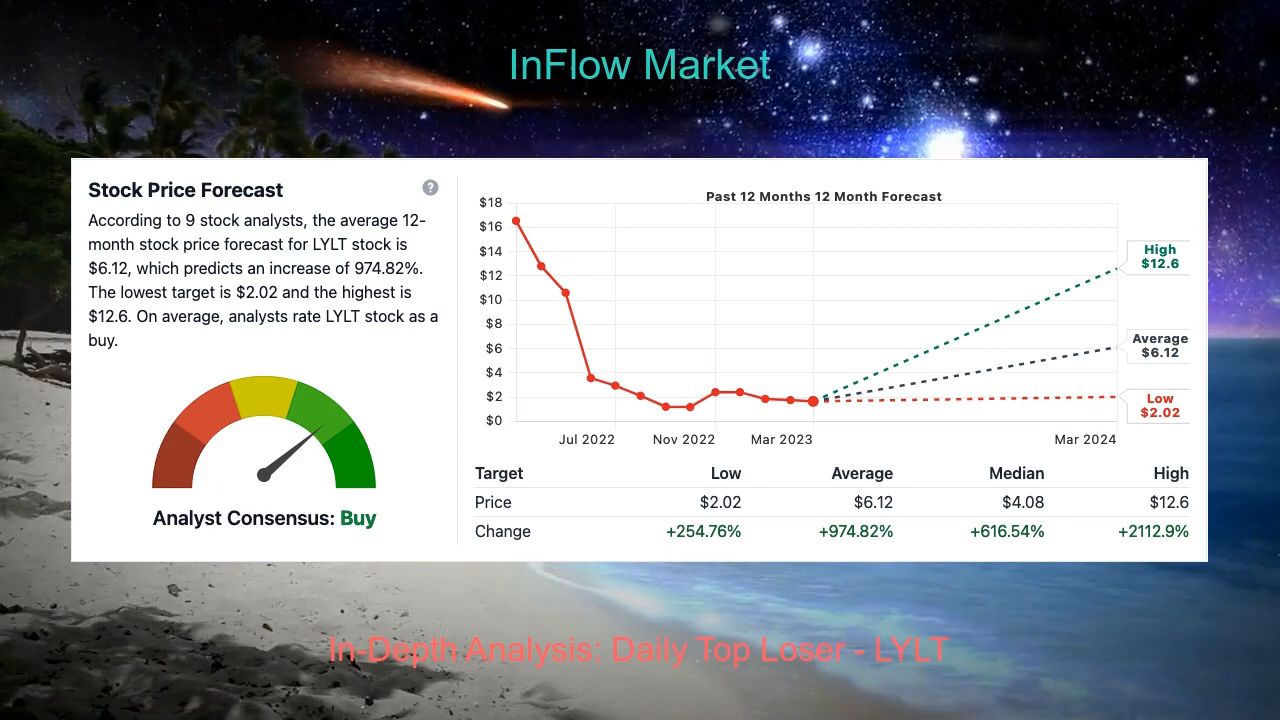 InFlow Market
Stock Price Forecast
?
According to 9 stock analysts, the average 12-
month stock price forecast for LYLT stock is
$6.12, which predicts an increase of 974.82%.
The lowest target is $2.02 and the highest is
$12.6. On average, analysts rate LYLT stock as a
buy.
Analyst Consensus: Buy
Past 12 Months 12 Month Forecast
$18
$16
$14
$12
$10
$8
$6
$4
$2
$0
Jul 2022 Nov 2022 Mar 2023 Mar 2024
High
$12.6
Average
$6.12
Low
$2.02
Target Low Average Median High
Price $2.02 $6.12 $4.08 $12.6
Change +254.76% +974.82% +616.54% +2112.9%
In-Depth Analysis: Daily Top Loser - LYLT